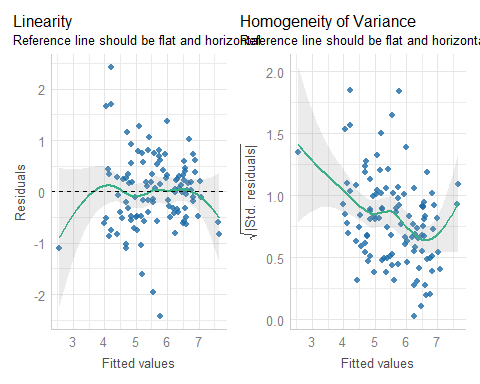 Linearity
Reference line should be flat and horizontal
Residuals
2
1
0
-1
-2
3
4
5
6
7
Fitted values
Homogeneity of Variance
Reference line should be flat and horizonta
√|Std. residuals|
2.0
1.5
1.0
0.5
0.0
3
4
5
6
7
Fitted values